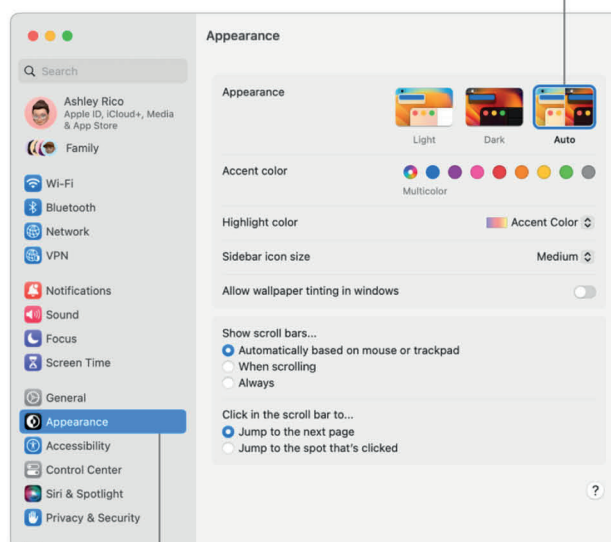 Appearance
Search
Ashley Rico
Apple ID, iCloud+, Media
& App Store
Family
Wi-Fi
Bluetooth
Network
VPN
Notifications
Sound
Focus
Screen Time
General
Appearance
Accessibility
Control Center
Siri & Spotlight
Privacy & Security
Appearance
Light Dark Auto
Accent color
Multicolor
Highlight color Accent Color
Sidebar icon size Medium
Allow wallpaper tinting in windows
Show scroll bars...
Automatically based on mouse or trackpad
When scrolling
Always
Click in the scroll bar to...
Jump to the next page
Jump to the spot that's clicked
?